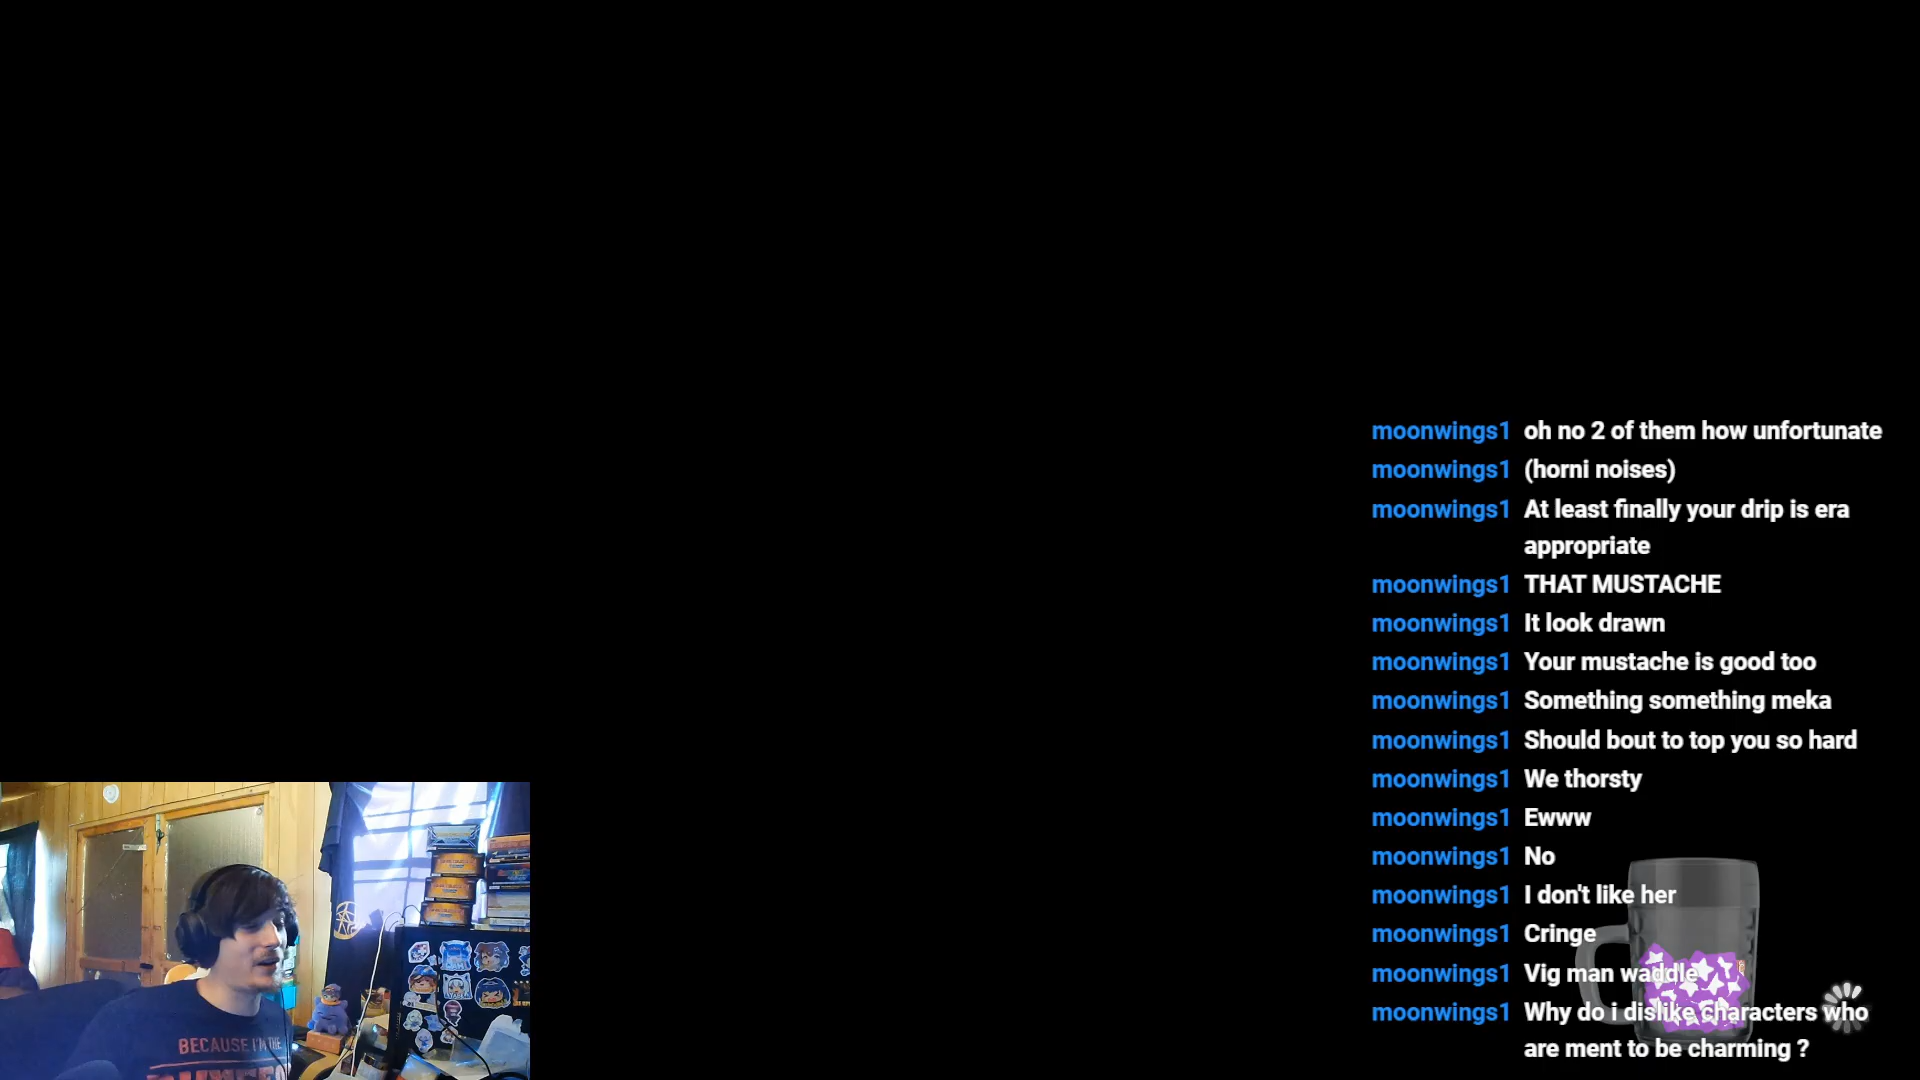 moonwings1 oh no 2 of them how unfortunate
moonwings1 (horni noises)
moonwings1 At least finally your drip is era
appropriate
moonwings1 THAT MUSTACHE
moonwings1 It look drawn
moonwings1 Your mustache is good too
moonwings1 Something something meka
moonwings1 Should bout to top you so hard
moonwings1 We thorsty
moonwings1 Ewww
moonwings1 No
moonwings1 I don't like her
moonwings1 Cringe
moonwings1 Vig man waddle
moonwings1 Why do i dislike characters who
are ment to be charming ?
BECAUSE I'M THE